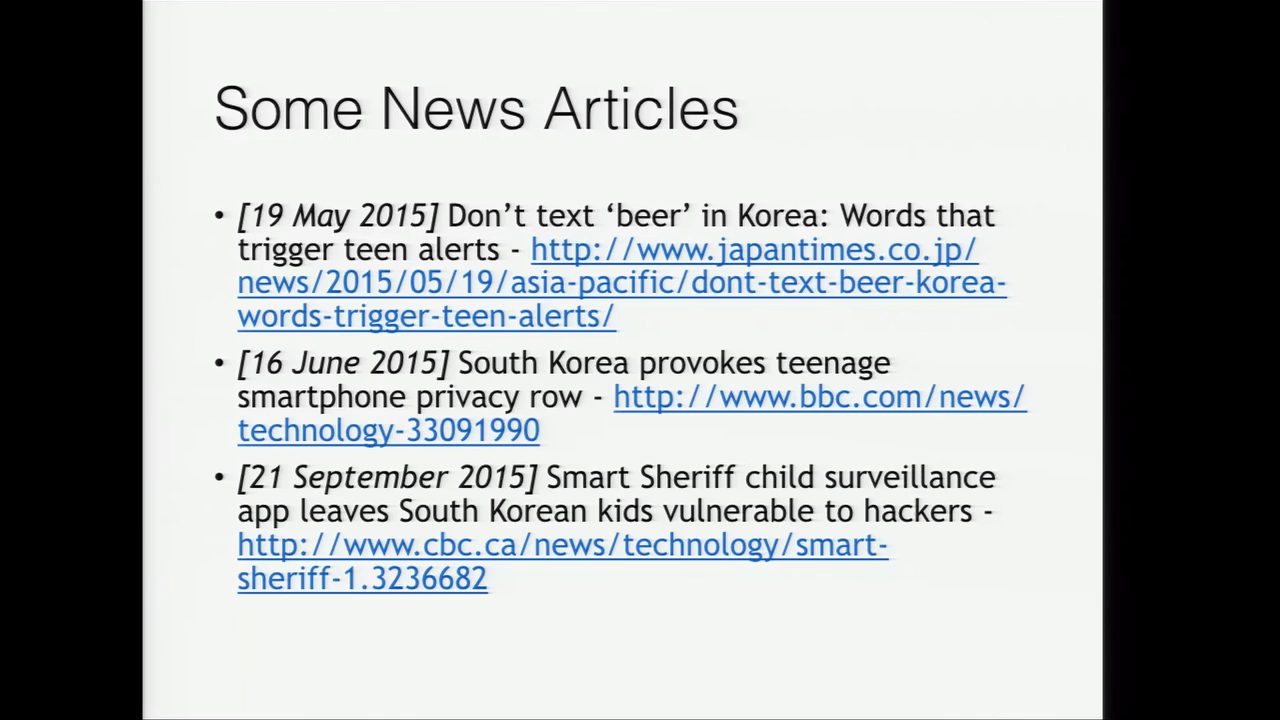 Some News Articles
• [19 May 2015] Don’t text ‘beer’ in Korea: Words that
trigger teen alerts - http://www.japantimes.co.jp/
news/2015/05/19/asia-pacific/dont-text-beer-korea-
words-trigger-teen-alerts/
• [16 June 2015] South Korea provokes teenage
smartphone privacy row - http://www.bbc.com/news/
technology-33091990
• [21 September 2015] Smart Sheriff child surveillance
app leaves South Korean kids vulnerable to hackers -
http://www.cbc.ca/news/technology/smart-
sheriff-1.3236682